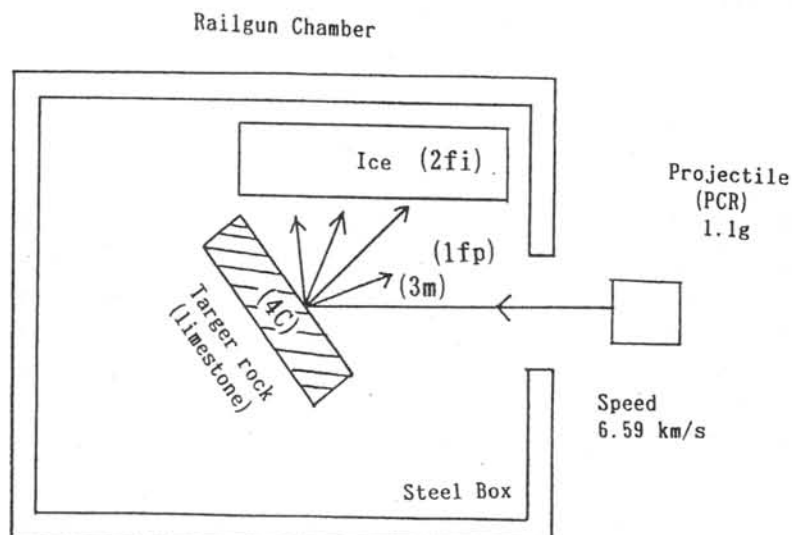 Railgun Chamber
Ice (2fi)
Projectile
(PCR)
1.1g
(1fp)
(3m)
(4C)
Targer rock
(limestone)
Speed
6.59 km/s
Steel Box